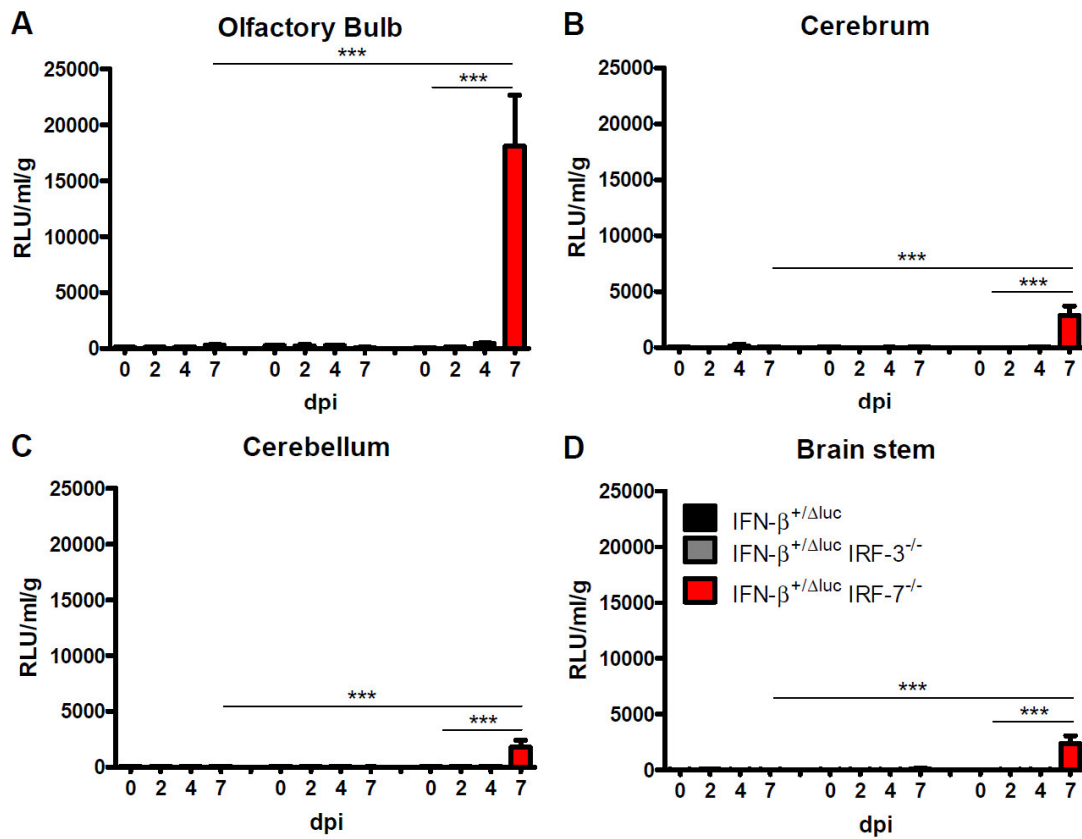 A
Olfactory Bulb
***
***
25000
20000
15000
10000
5000
0
RLU/ml/g
0 2 4 7 0 2 4 7 0 2 4 7
dpi
B
Cerebrum
25000
20000
15000
10000
5000
0
RLU/ml/g
***
***
0 2 4 7 0 2 4 7 0 2 4 7
dpi
C
Cerebellum
25000
20000
15000
10000
5000
0
RLU/ml/g
***
***
0 2 4 7 0 2 4 7 0 2 4 7
dpi
D
Brain stem
25000
20000
15000
10000
5000
0
RLU/ml/g
IFN-β+/Δluc
IFN-β+/Δluc IRF-3-/-
IFN-β+/Δluc IRF-7-/-
***
***
0 2 4 7 0 2 4 7 0 2 4 7
dpi